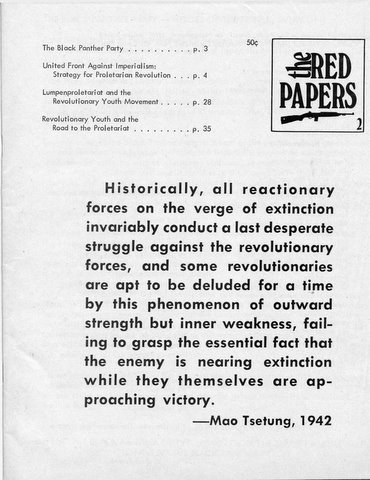 50¢
The Black Panther Party . . . . . . . . . . p. 3
United Front Against Imperialism:
Strategy for Proletarian Revolution . . . p. 4
Lumpenproletariat and the
Revolutionary Youth Movement . . . . . p. 28
Revolutionary Youth and the
Road to the Proletariat . . . . . . . . . p. 35
the RED
PAPERS
2
Historically, all reactionary
forces on the verge of extinction
invariably conduct a last desperate
struggle against the revolutionary
forces, and some revolutionaries
are apt to be deluded for a time
by this phenomenon of outward
strength but inner weakness, fail-
ing to grasp the essential fact that
the enemy is nearing extinction
while they themselves are ap-
proaching victory.
—Mao Tsetung, 1942